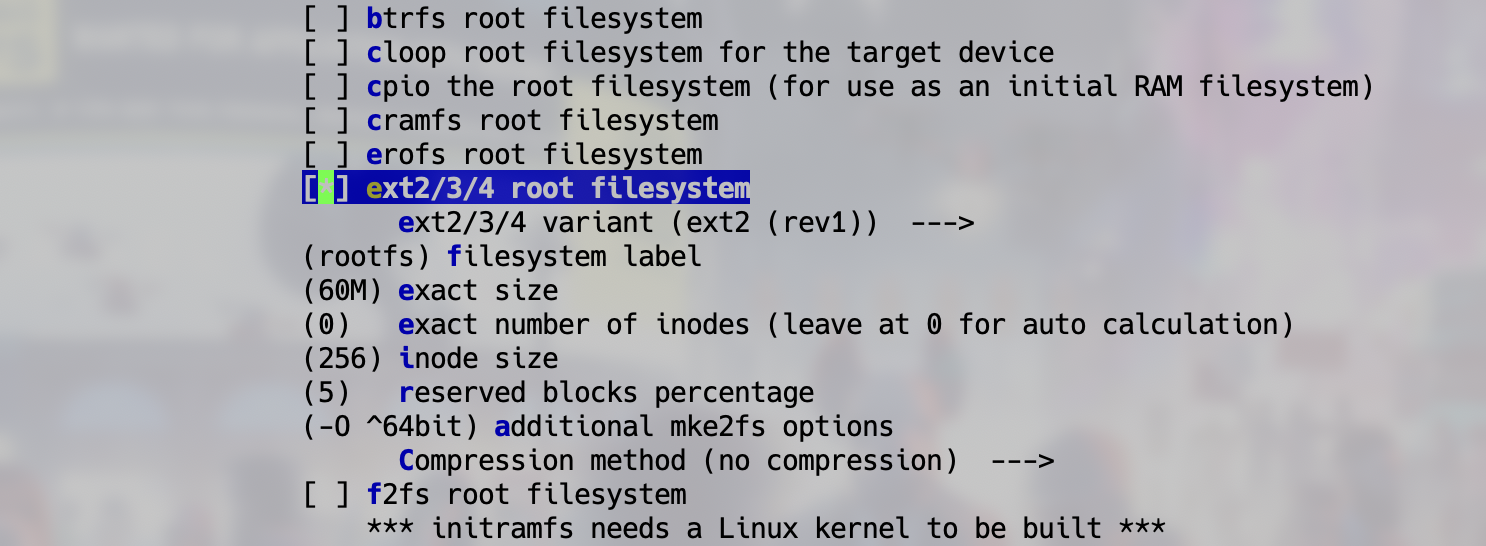 [ ] btrfs root filesystem
[ ] cloop root filesystem for the target device
[ ] cpio the root filesystem (for use as an initial RAM filesystem)
[ ] cramfs root filesystem
[ ] erofs root filesystem
[*] ext2/3/4 root filesystem
ext2/3/4 variant (ext2 (rev1))  --->
(rootfs) filesystem label
(60M) exact size
(0)   exact number of inodes (leave at 0 for auto calculation)
(256) inode size
(5)   reserved blocks percentage
(-O ^64bit) additional mke2fs options
Compression method (no compression)  --->
[ ] f2fs root filesystem
*** initramfs needs a Linux kernel to be built ***